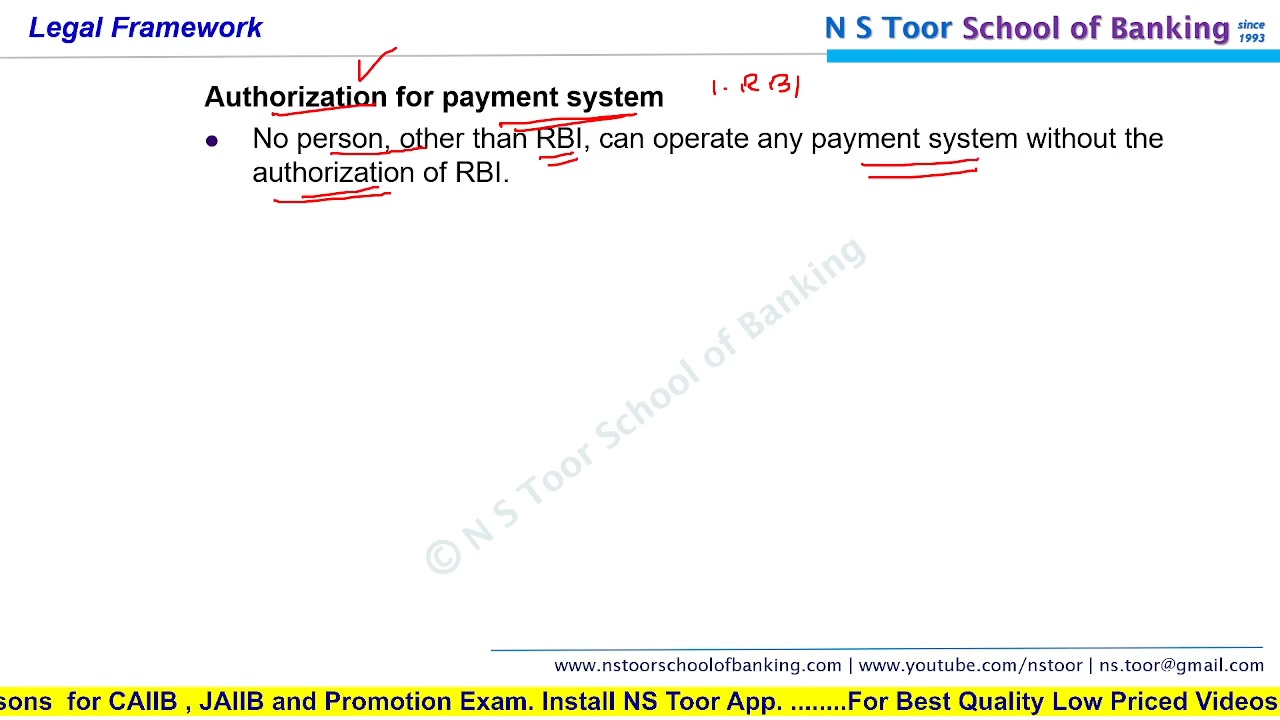 Legal Framework
N S Toor School of Banking since 1993
Authorization for payment system 1. RBI
● No person, other than RBI, can operate any payment system without the
authorization of RBI.
© N S Toor School of Banking
www.nstoorschoolofbanking.com | www.youtube.com/nstoor | ns.toor@gmail.com
sons for CAIIB , JAIIB and Promotion Exam. Install NS Toor App. ........For Best Quality Low Priced Videos